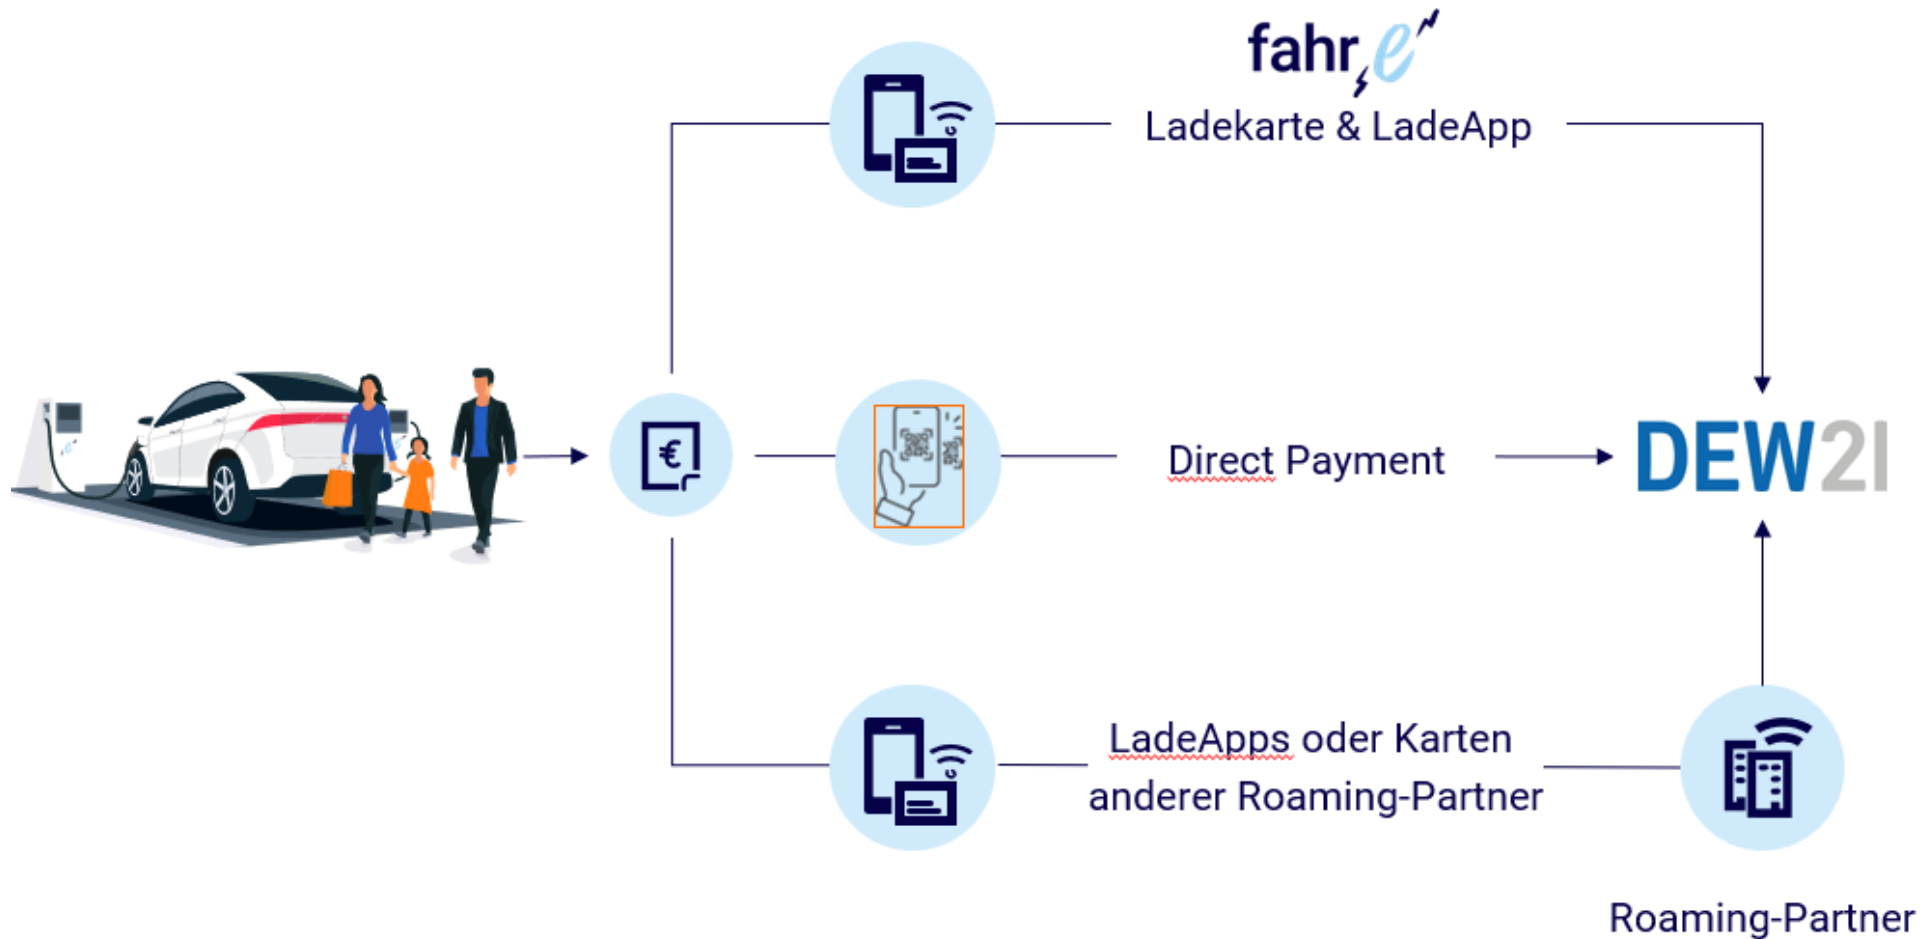 fahr,e
Ladekarte & LadeApp
€
Direct Payment
DEW21
LadeApps oder Karten
anderer Roaming-Partner
Roaming-Partner